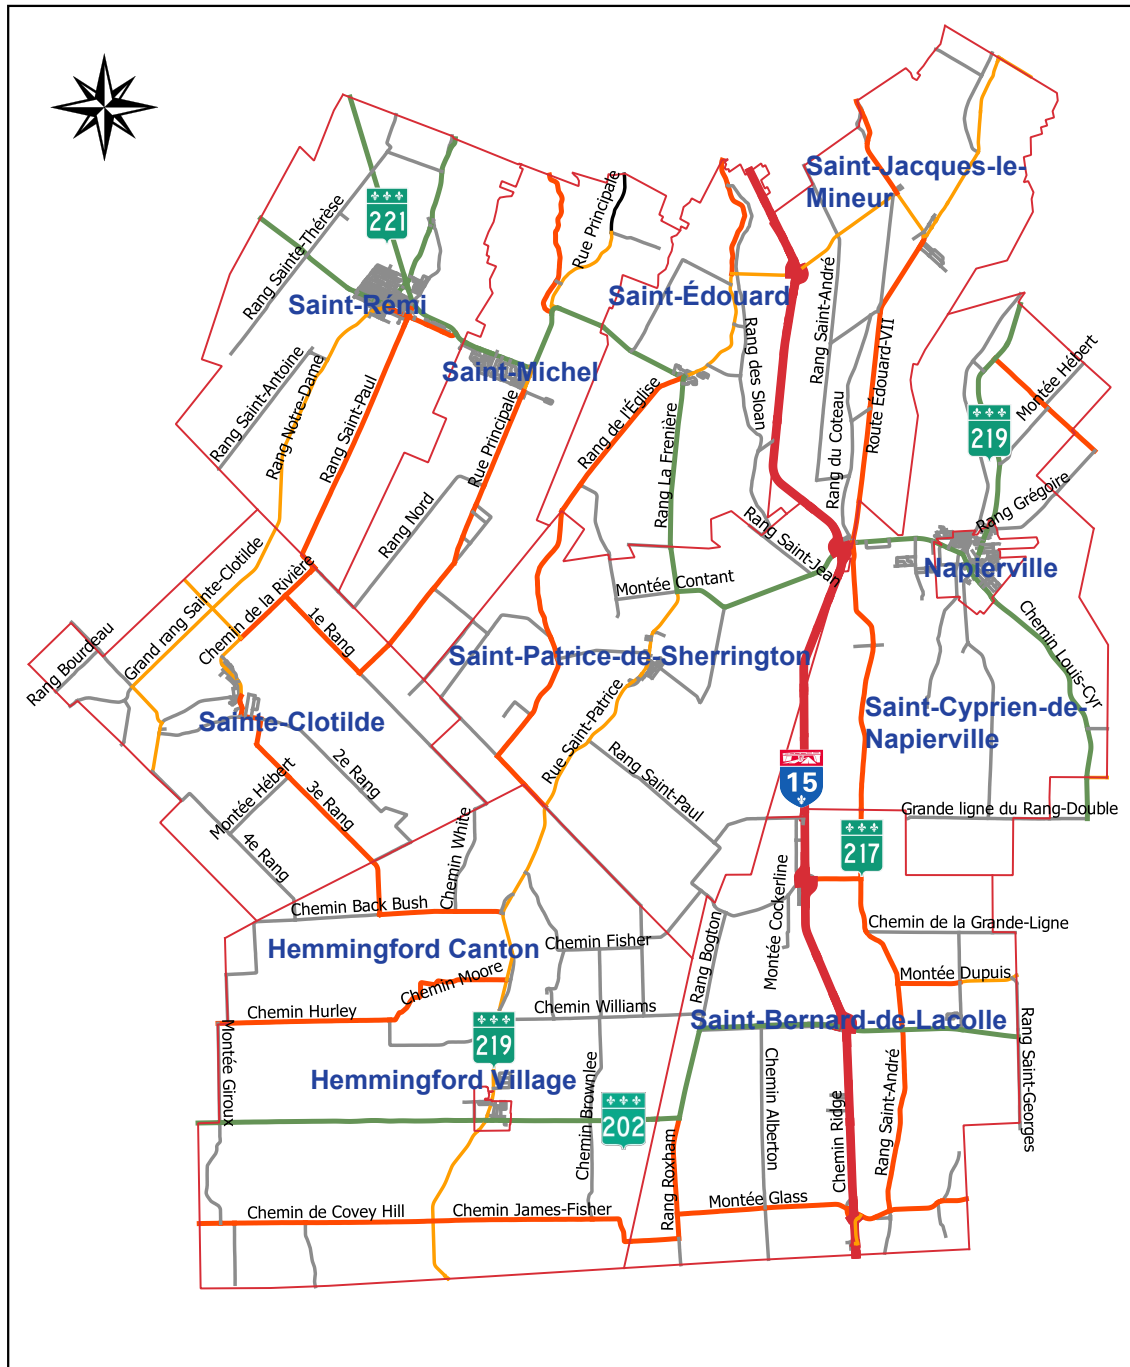 Saint-Jacques-le-
Mineur
Rue Principale
221
Rang Sainte-Thérèse
Saint-Rémi
Saint-Édouard
Rang Saint-André
Saint-Michel
Rang des Sloan
Route Édouard-VII
Montée Hébert
Rang Saint-Antoine
Rang Notre-Dame
Rang Saint-Paul
Rue Principale
Rang de l'Église
Rang du Coteau
219
Rang La Frenière
Rang Nord
Rang Grégoire
Rang Saint-Jean
Napierville
Grand rang Sainte-Clotilde
Chemin de la Rivière
Montée Contant
1e Rang
Rang Bourdeau
Saint-Patrice-de-Sherrington
Chemin Louis-Cyr
Sainte-Clotilde
Saint-Cyprien-de-
Napierville
Rue Saint-Patrice
2e Rang
Rang Saint-Paul
15
Montée Hébert
3e Rang
Grande ligne du Rang-Double
4e Rang
Chemin White
217
Chemin Back Bush
Montée Cockerline
Chemin de la Grande-Ligne
Hemmingford Canton
Chemin Fisher
Rang Bogton
Chemin Moore
Montée Dupuis
Chemin Hurley
Chemin Williams
Saint-Bernard-de-Lacolle
219
Montée Giroux
Rang Saint-Georges
Hemmingford Village
Chemin Brownlee
Chemin Alberton
Rang Saint-André
202
Chemin Ridge
Rang Roxham
Montée Glass
Chemin de Covey Hill
Chemin James-Fisher